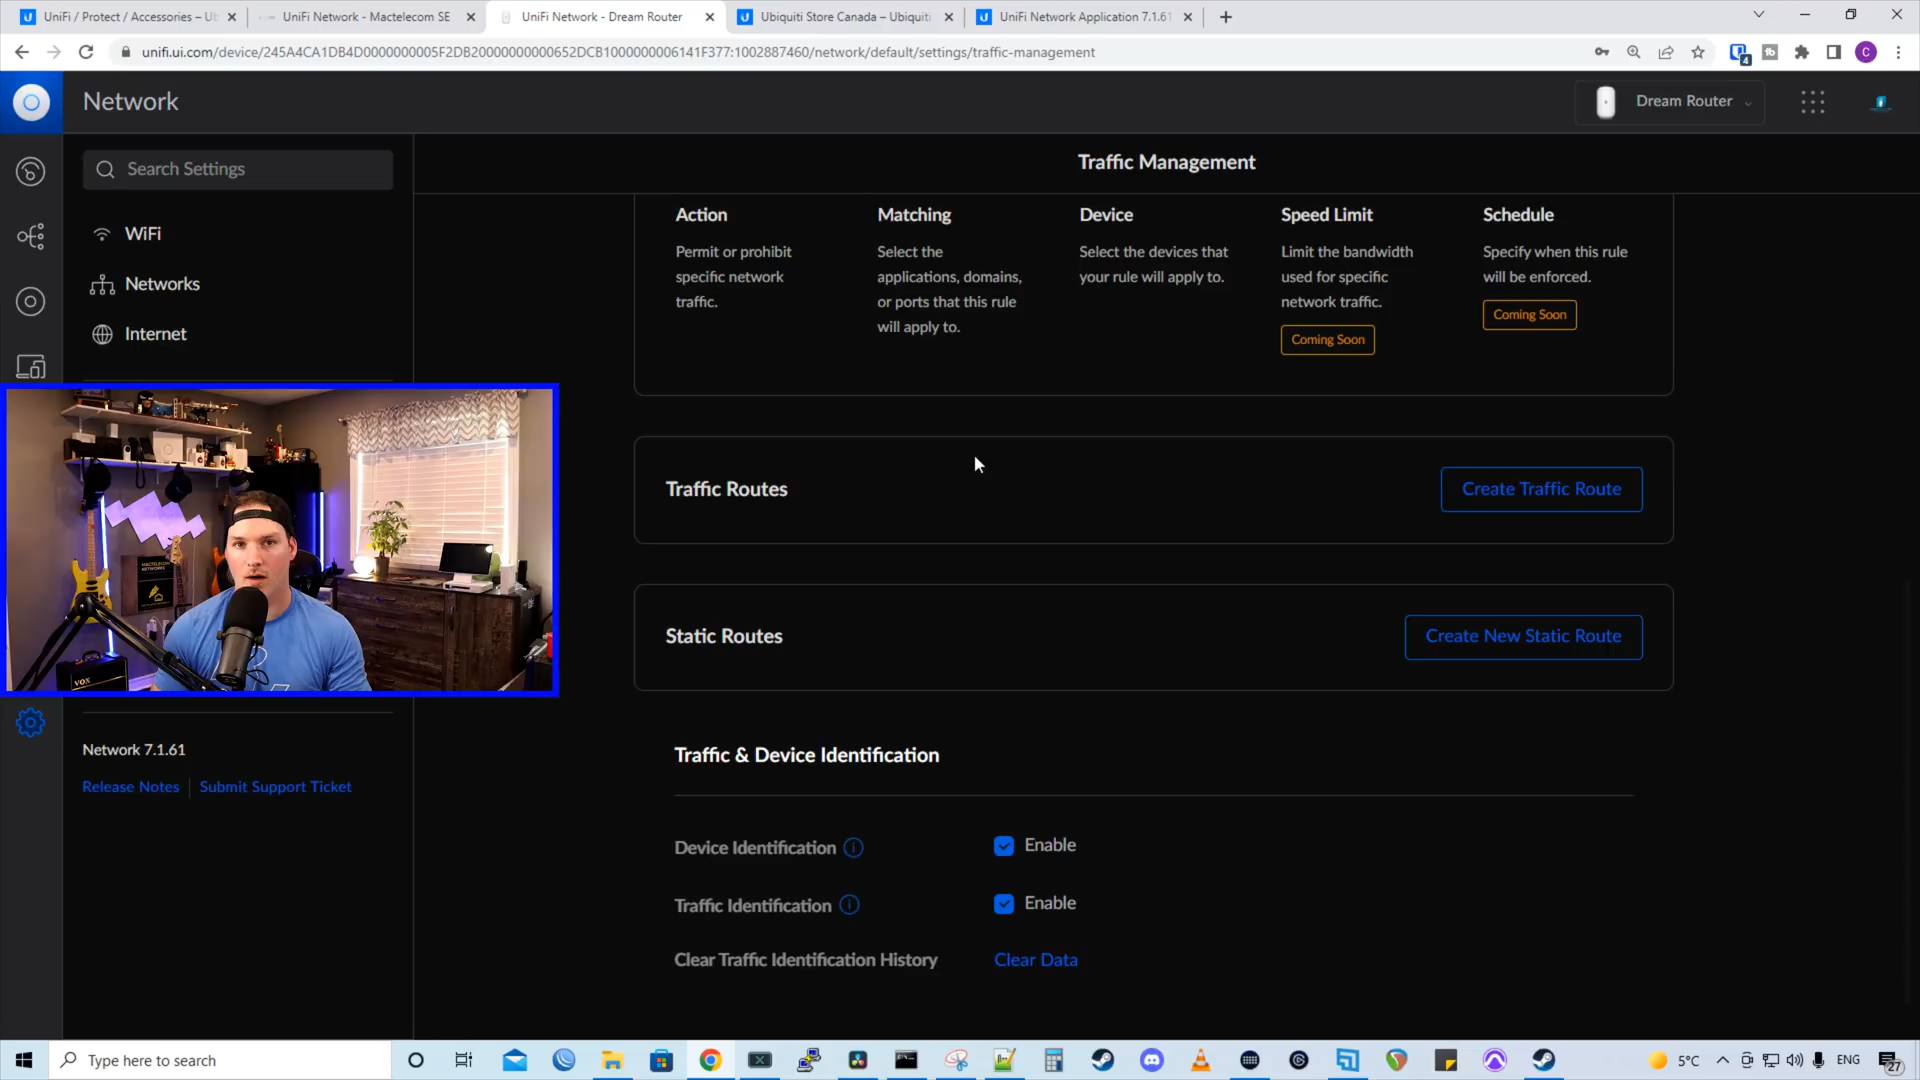 UniFi / Protect / Accessories – U
UniFi Network - Mactelecom SE
UniFi Network - Dream Router
Ubiquiti Store Canada – Ubiquiti
UniFi Network Application 7.1.61
unifi.ui.com/device/245A4CA1DB4D0000000005F2DB20000000000652DCB1000000006141F377:1002887460/network/default/settings/traffic-management
4
C
Network
Dream Router
Search Settings
Traffic Management
WiFi
Networks
Internet
Action
Permit or prohibit
specific network
traffic.
Matching
Select the
applications, domains,
or ports that this rule
will apply to.
Device
Select the devices that
your rule will apply to.
Speed Limit
Limit the bandwidth
used for specific
network traffic.
Coming Soon
Schedule
Specify when this rule
will be enforced.
Coming Soon
Traffic Routes
Create Traffic Route
Static Routes
Create New Static Route
MACTELECOM
NETWORKS
VOX
Network 7.1.61
Release Notes
Submit Support Ticket
Traffic & Device Identification
Device Identification
Enable
Traffic Identification
Enable
Clear Traffic Identification History
Clear Data
Type here to search
5°C
ENG
27